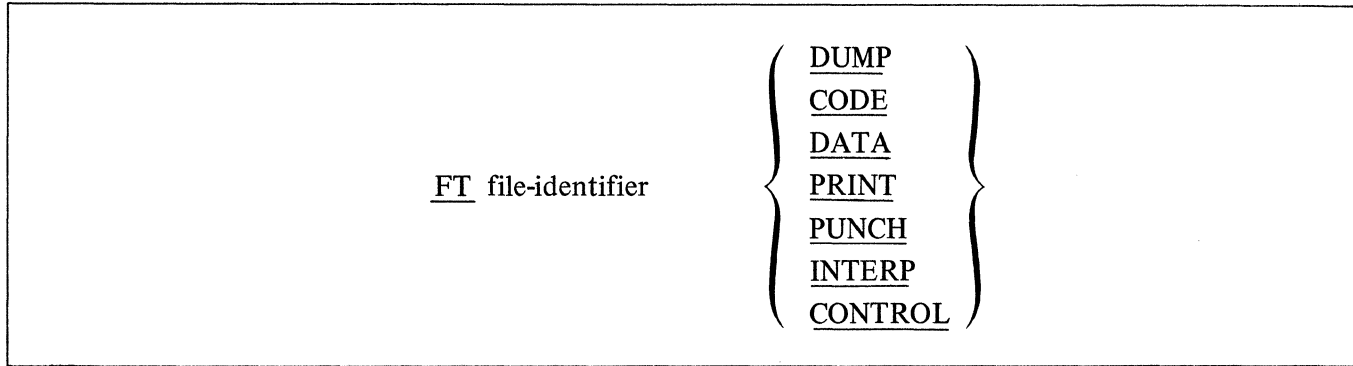 DUMP
CODE
DATA
FT file-identifier PRINT
PUNCH
INTERP
CONTROL